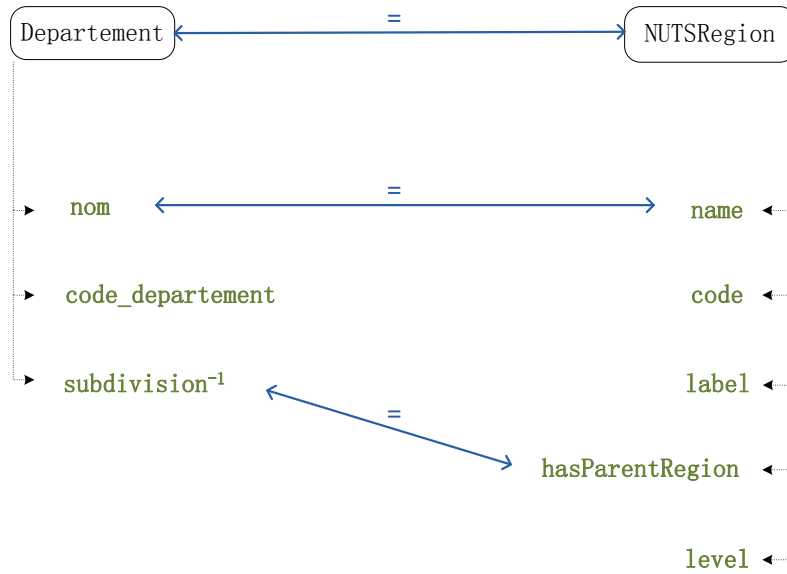 =
Departement NUTSRegion
=
nom name
code_departement code
subdivision⁻¹ label
=
hasParentRegion
level